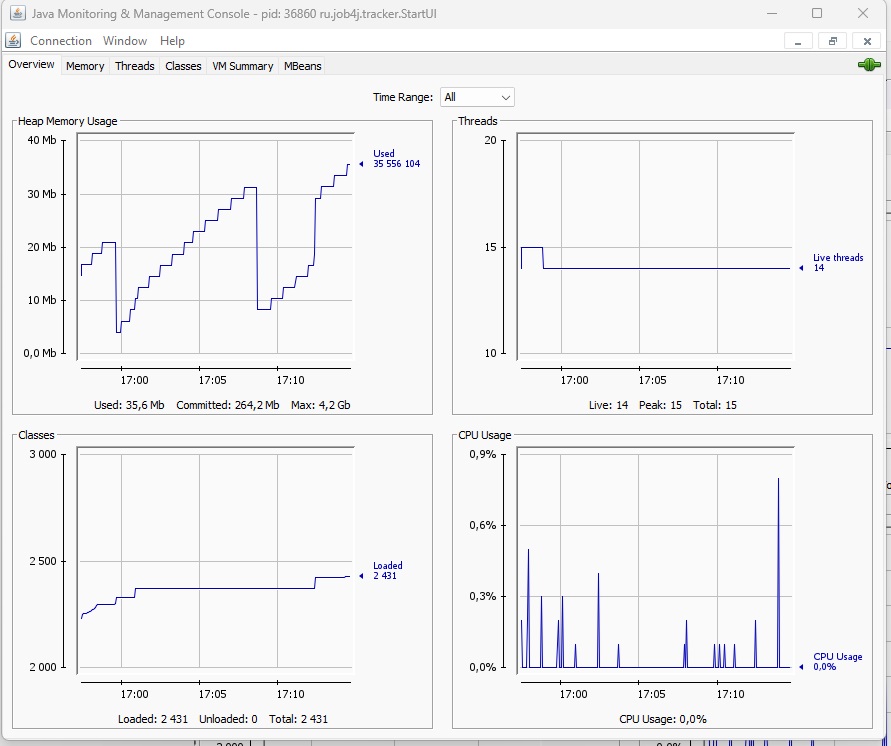 Java Monitoring & Management Console - pid: 36860 ru.job4j.tracker.StartUI
Connection Window Help
Overview Memory Threads Classes VM Summary MBeans
Time Range: All
Heap Memory Usage
40 Mb
30 Mb
20 Mb
10 Mb
0,0 Mb
Used
35 556 104
17:00 17:05 17:10
Used: 35,6 Mb Committed: 264,2 Mb Max: 4,2 Gb
Threads
20
15
10
Live threads
14
17:00 17:05 17:10
Live: 14 Peak: 15 Total: 15
Classes
3 000
2 500
2 000
Loaded
2 431
17:00 17:05 17:10
Loaded: 2 431 Unloaded: 0 Total: 2 431
CPU Usage
0,9%
0,6%
0,3%
0,0%
CPU Usage
0,0%
17:00 17:05 17:10
CPU Usage: 0,0%